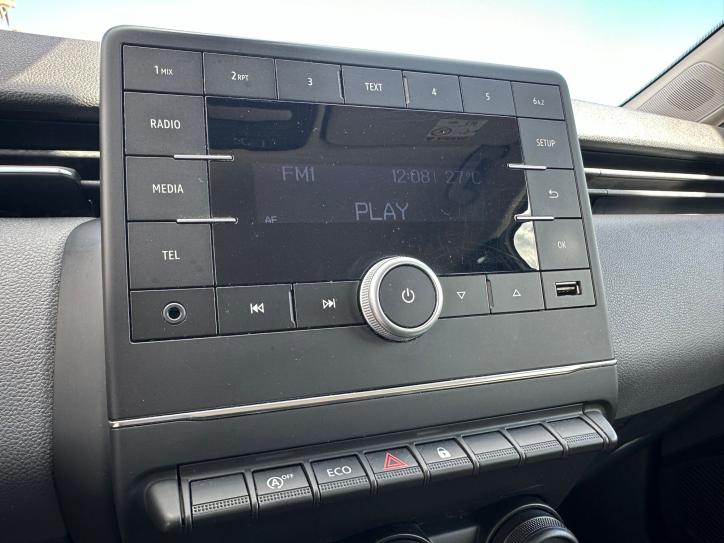 1 MIX 2 RPT 3 TEXT 4 5 6 A.Z
RADIO
SETUP
MEDIA
FM1 12:08 27°C
AF PLAY
TEL
OK
A OFF ECO